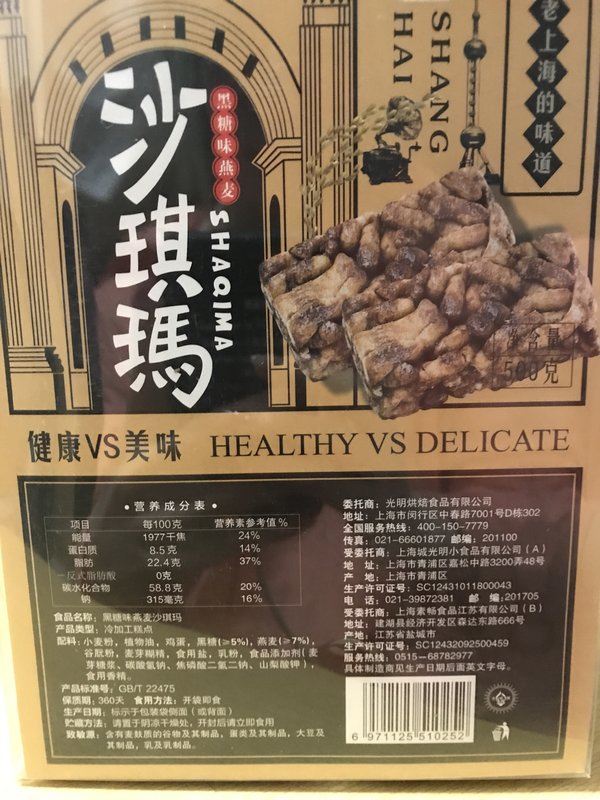 老上海的味道
SHANG
HAI
黑糖味燕麦
沙琪瑪
SHAQIMA
净含量
500克
健康VS美味 HEALTHY VS DELICATE
• 营养成分表 •
项目 每100克 营养素参考值%
能量 1977千焦 24%
蛋白质 8.5克 14%
脂肪 22.4克 37%
—反式脂肪酸 0克
碳水化合物 58.8克 20%
钠 315毫克 16%
食品名称：黑糖味燕麦沙琪玛
产品类型：冷加工糕点
配料：小麦粉，植物油，鸡蛋，黑糖(≥5%)，燕麦(≥7%)，
谷朊粉，麦芽糊精，食用盐，乳粉，食品添加剂(麦
芽糖浆、碳酸氢钠、焦磷酸二氢二钠、山梨酸钾)，
食用香精。
产品标准号：GB/T 22475
保质期：360天 食用方法：开袋即食
生产日期：标示于包装袋侧面（或背面）
贮藏方法：请置于阴凉干燥处，开封后请立即食用
致敏源：含有麦麸质的谷物及其制品，蛋类及其制品，大豆及
其制品，乳及乳制品。
委托商：光明烘焙食品有限公司
地址：上海市闵行区中春路7001号D栋302
全国服务热线：400-150-7779
传真：021-66601877 邮编：201100
受委托商：上海城光明小食品有限公司（A）
地址：上海市青浦区嘉松中路3200弄48号
产地：上海市青浦区
生产许可证号：SC12431011800043
电话：021-39872381 邮编：201705
受委托商：上海素畅食品江苏有限公司（B）
地址：建湖县经济开发区森达东路666号
产地：江苏省盐城市
生产许可证号：SC12432092500459
服务热线：0515—68782977
具体制造商见生产日期后面英文字母。
6 971125 510252